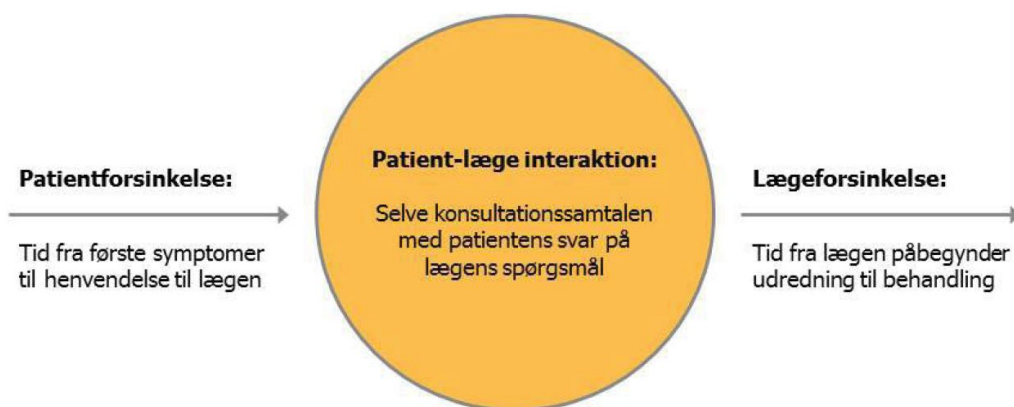 Patientforsinkelse:
Tid fra første symptomer
til henvendelse til lægen
Patient-læge interaktion:
Selve konsultationssamtalen
med patientens svar på
lægens spørgsmål
Lægeforsinkelse:
Tid fra lægen påbegynder
udredning til behandling